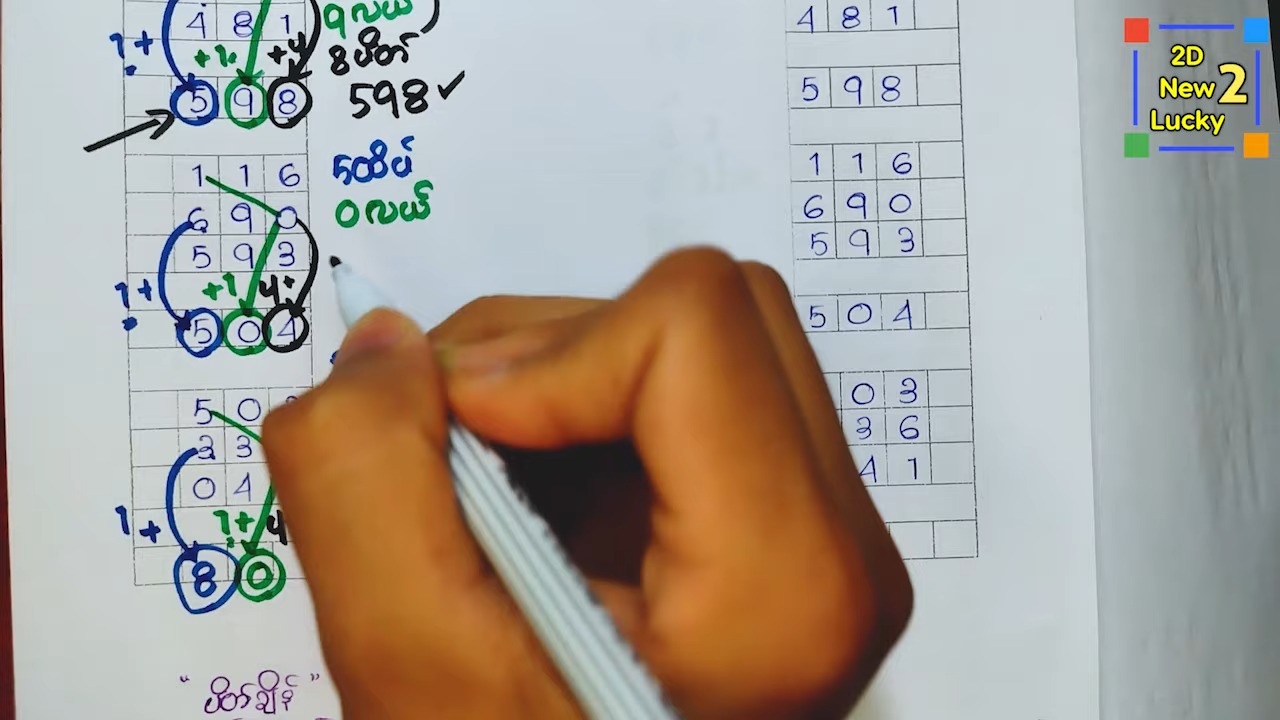 4 8 1
9လယ်
1+
+1
+4
8ပိတ်
5 9 8
598✓
1 1 6
5ထိပ်
6 9 0
0လယ်
5 9 3
1+
+1
4+
5 0 4
5 0
3 3
0 4
1+
1+
4
8 0
"ပိတ်ချိန်"
4 8 1
5 9 8
1 1 6
6 9 0
5 9 3
5 0 4
0 3
3 6
4 1
2D
New 2
Lucky